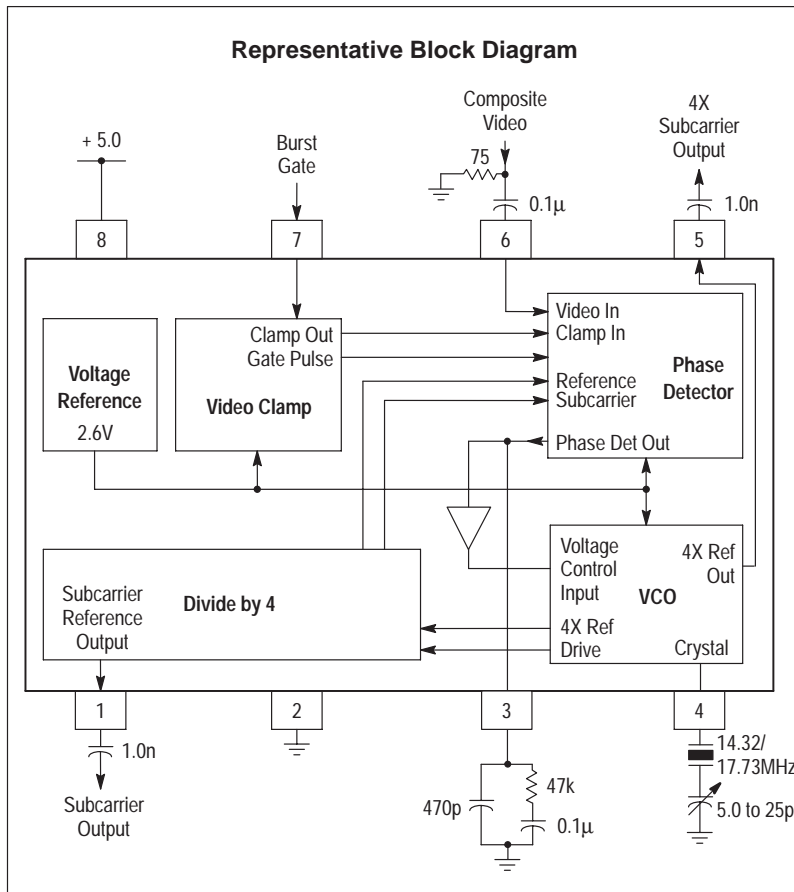 Representative Block Diagram
Composite
Video
4X
Subcarrier
Output
+ 5.0
Burst
Gate
75
0.1µ
1.0n
8
7
6
5
Voltage
Reference
2.6V
Clamp Out
Gate Pulse
Video Clamp
Video In
Clamp In
Phase
Detector
Reference
Subcarrier
Phase Det Out
Subcarrier
Reference
Output
Divide by 4
Voltage
Control
Input
4X Ref
Out
VCO
4X Ref
Drive
Crystal
1
2
3
4
1.0n
Subcarrier
Output
470p
47k
0.1µ
14.32/
17.73MHz
5.0 to 25p